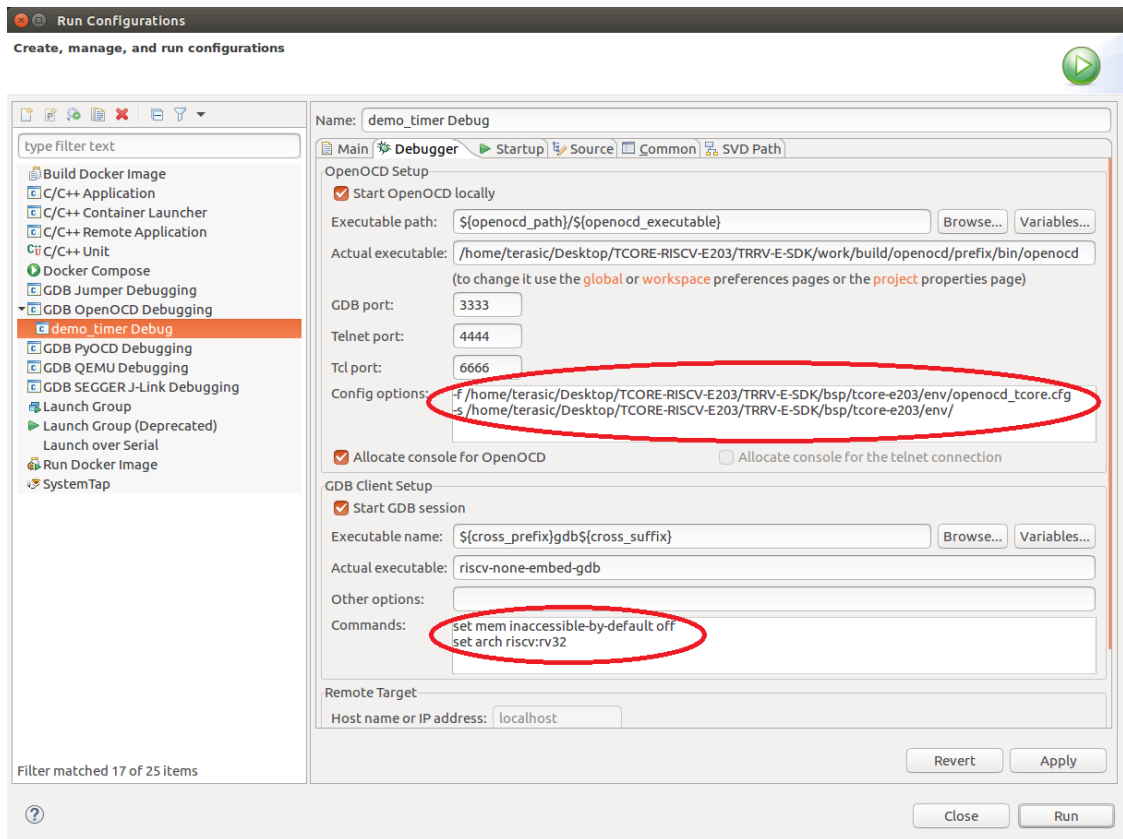 Run Configurations
Create, manage, and run configurations
type filter text
Build Docker Image
C/C++ Application
C/C++ Container Launcher
C/C++ Remote Application
C/C++ Unit
Docker Compose
GDB Jumper Debugging
GDB OpenOCD Debugging
demo_timer Debug
GDB PyOCD Debugging
GDB QEMU Debugging
GDB SEGGER J-Link Debugging
Launch Group
Launch Group (Deprecated)
Launch over Serial
Run Docker Image
SystemTap
Filter matched 17 of 25 items
Name: demo_timer Debug
Main Debugger Startup Source Common SVD Path
OpenOCD Setup
Start OpenOCD locally
Executable path: ${openocd_path}/${openocd_executable} Browse... Variables...
Actual executable: /home/terasic/Desktop/TCORE-RISCV-E203/TRRV-E-SDK/work/build/openocd/prefix/bin/openocd
(to change it use the global or workspace preferences pages or the project properties page)
GDB port: 3333
Telnet port: 4444
Tcl port: 6666
Config options: -f /home/terasic/Desktop/TCORE-RISCV-E203/TRRV-E-SDK/bsp/tcore-e203/env/openocd_tcore.cfg
-s /home/terasic/Desktop/TCORE-RISCV-E203/TRRV-E-SDK/bsp/tcore-e203/env/
Allocate console for OpenOCD Allocate console for the telnet connection
GDB Client Setup
Start GDB session
Executable name: ${cross_prefix}gdb${cross_suffix} Browse... Variables...
Actual executable: riscv-none-embed-gdb
Other options:
Commands: set mem inaccessible-by-default off
set arch riscv:rv32
Remote Target
Host name or IP address: localhost
Revert Apply
Close Run